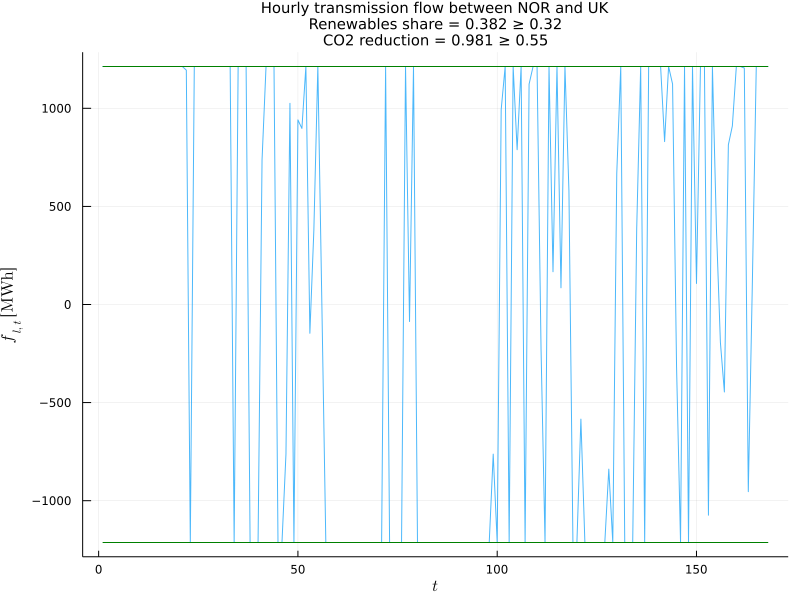 Hourly transmission flow between NOR and UK
Renewables share = 0.382 ≥ 0.32
CO2 reduction = 0.981 ≥ 0.55
1000
500
0
−500
−1000
f_{l,t} [MWh]
0 50 100 150
t